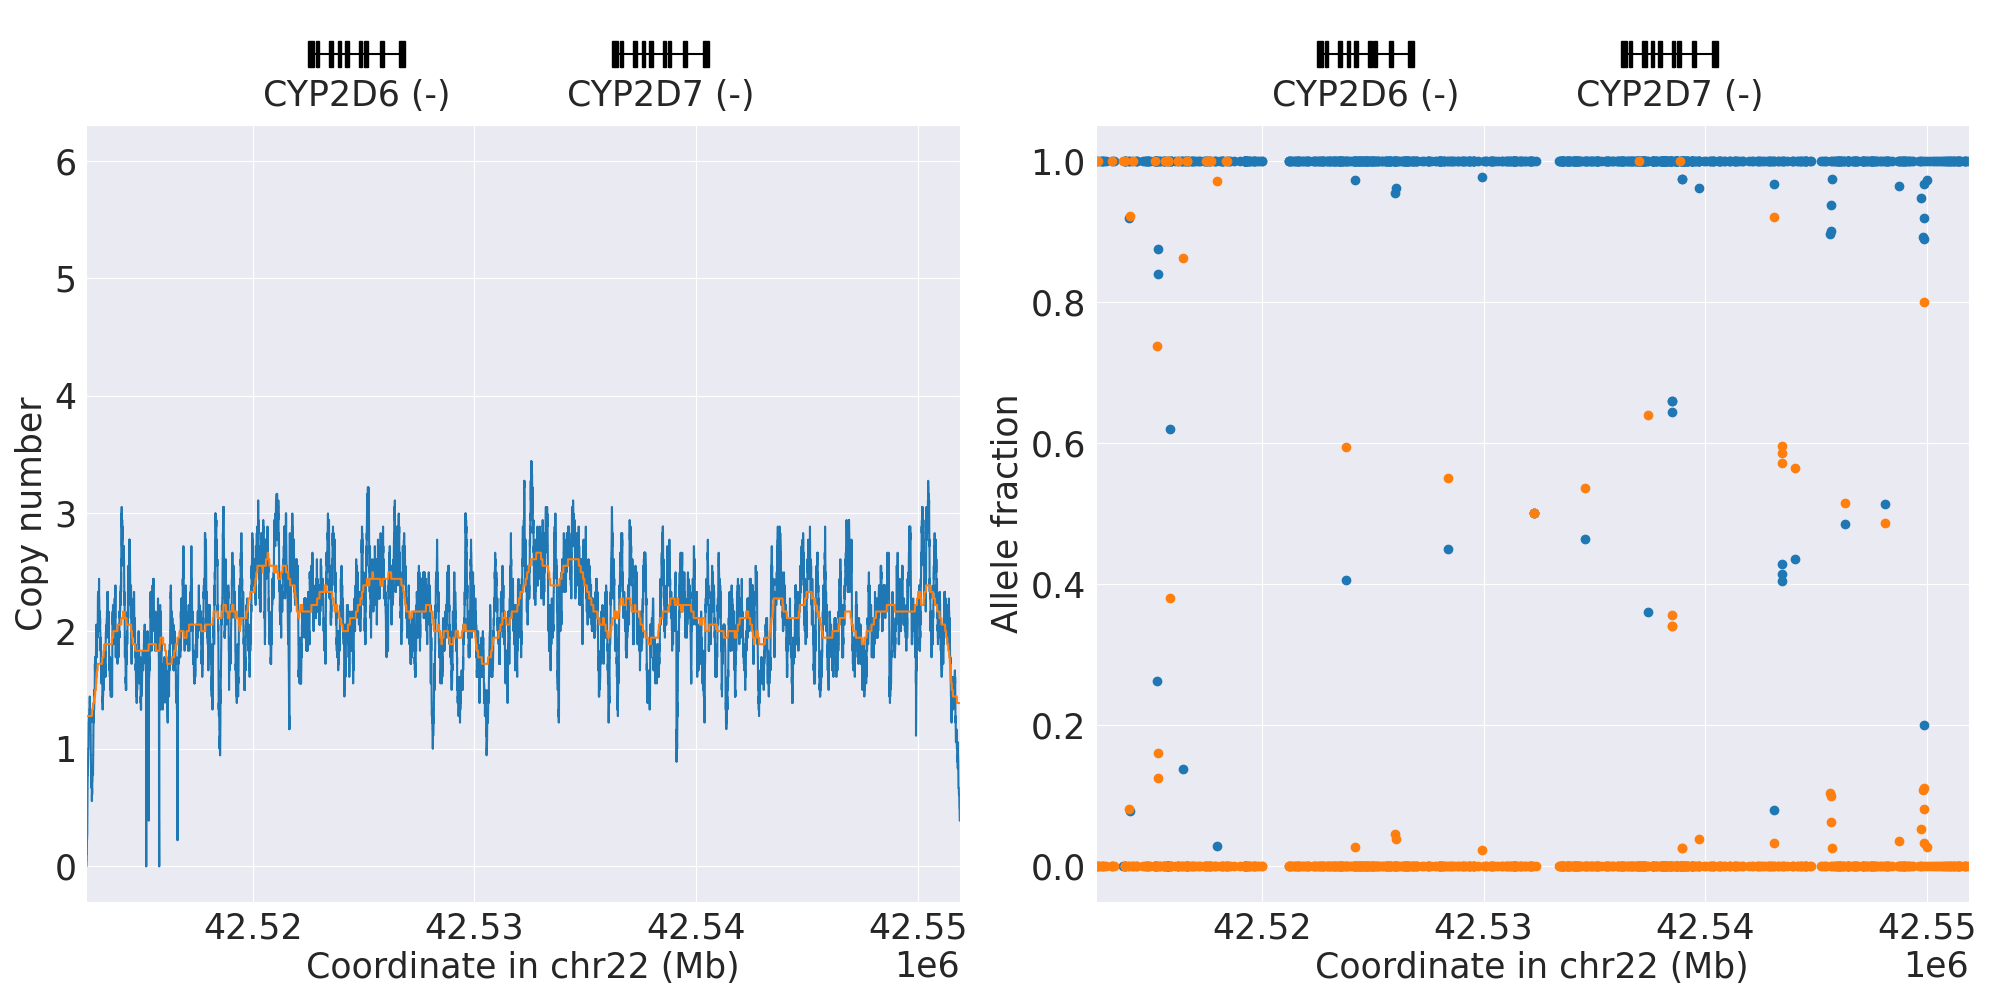 CYP2D6 (-) CYP2D7 (-)
6
5
4
3
2
1
0
Copy number
42.52 42.53 42.54 42.55
Coordinate in chr22 (Mb) 1e6
CYP2D6 (-) CYP2D7 (-)
1.0
0.8
0.6
0.4
0.2
0.0
Allele fraction
42.52 42.53 42.54 42.55
Coordinate in chr22 (Mb) 1e6